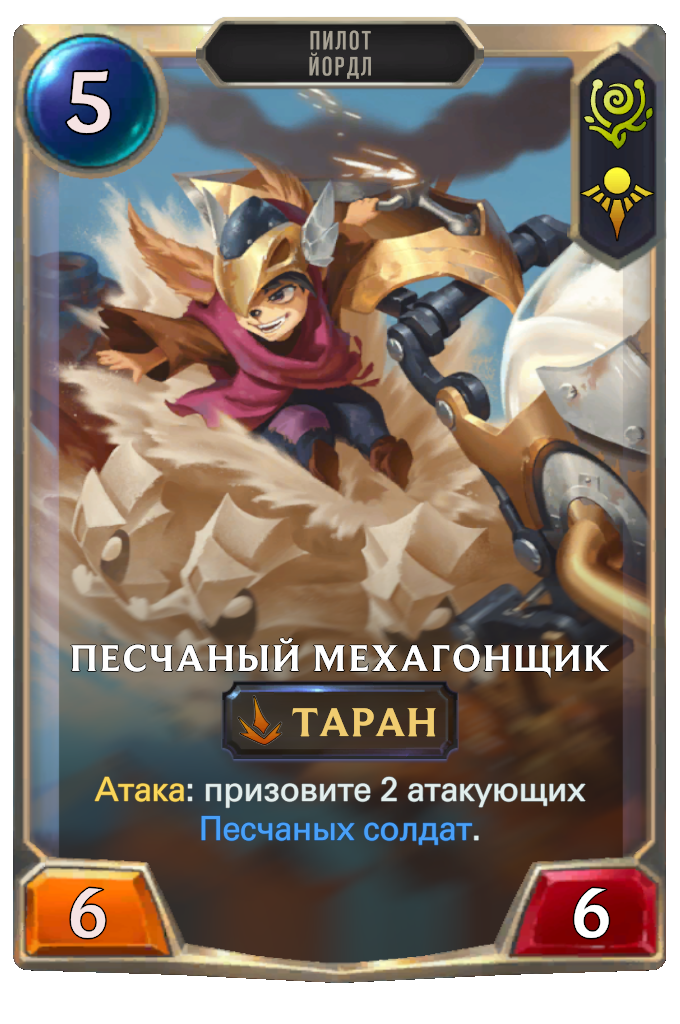 ПИЛОТ
ЙОРДЛ
5
ПЕСЧАНЫЙ МЕХАГОНЩИК
ТАРАН
Атака: призовите 2 атакующих
Песчаных солдат.
6
6